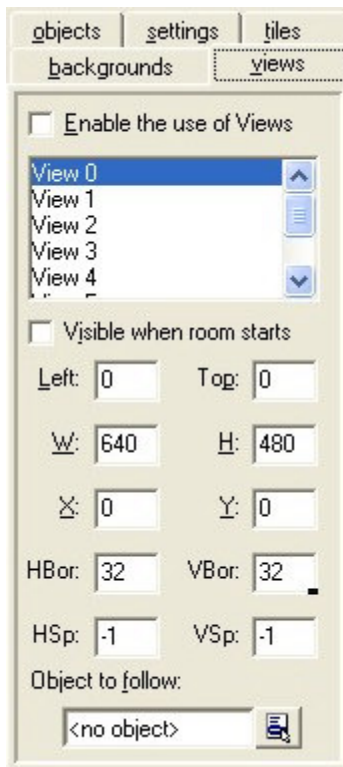 objects settings tiles
backgrounds views
Enable the use of Views
View 0
View 1
View 2
View 3
View 4
Visible when room starts
Left: 0 Top: 0
W: 640 H: 480
X: 0 Y: 0
HBor: 32 VBor: 32
HSp: -1 VSp: -1
Object to follow:
<no object>